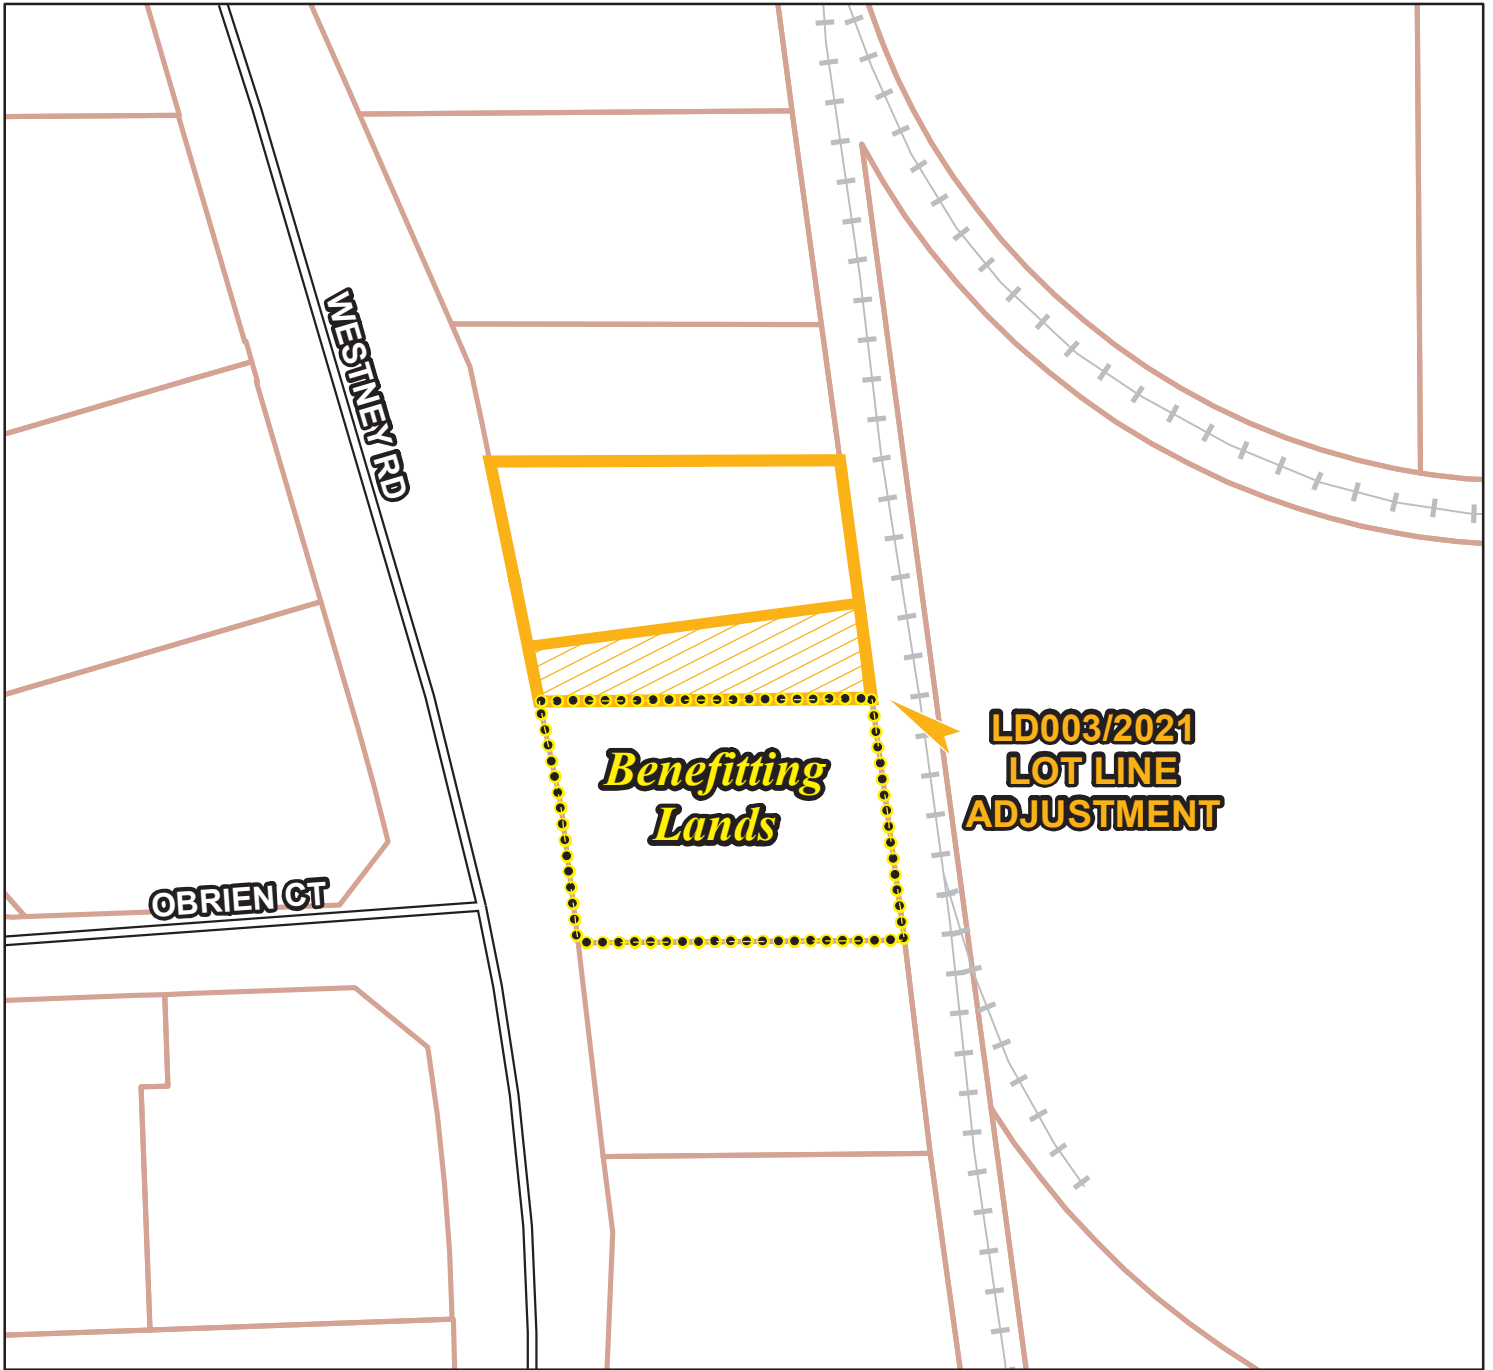 WESTNEY RD
LD003/2021
LOT LINE
ADJUSTMENT
Benefitting
Lands
OBRIEN CT